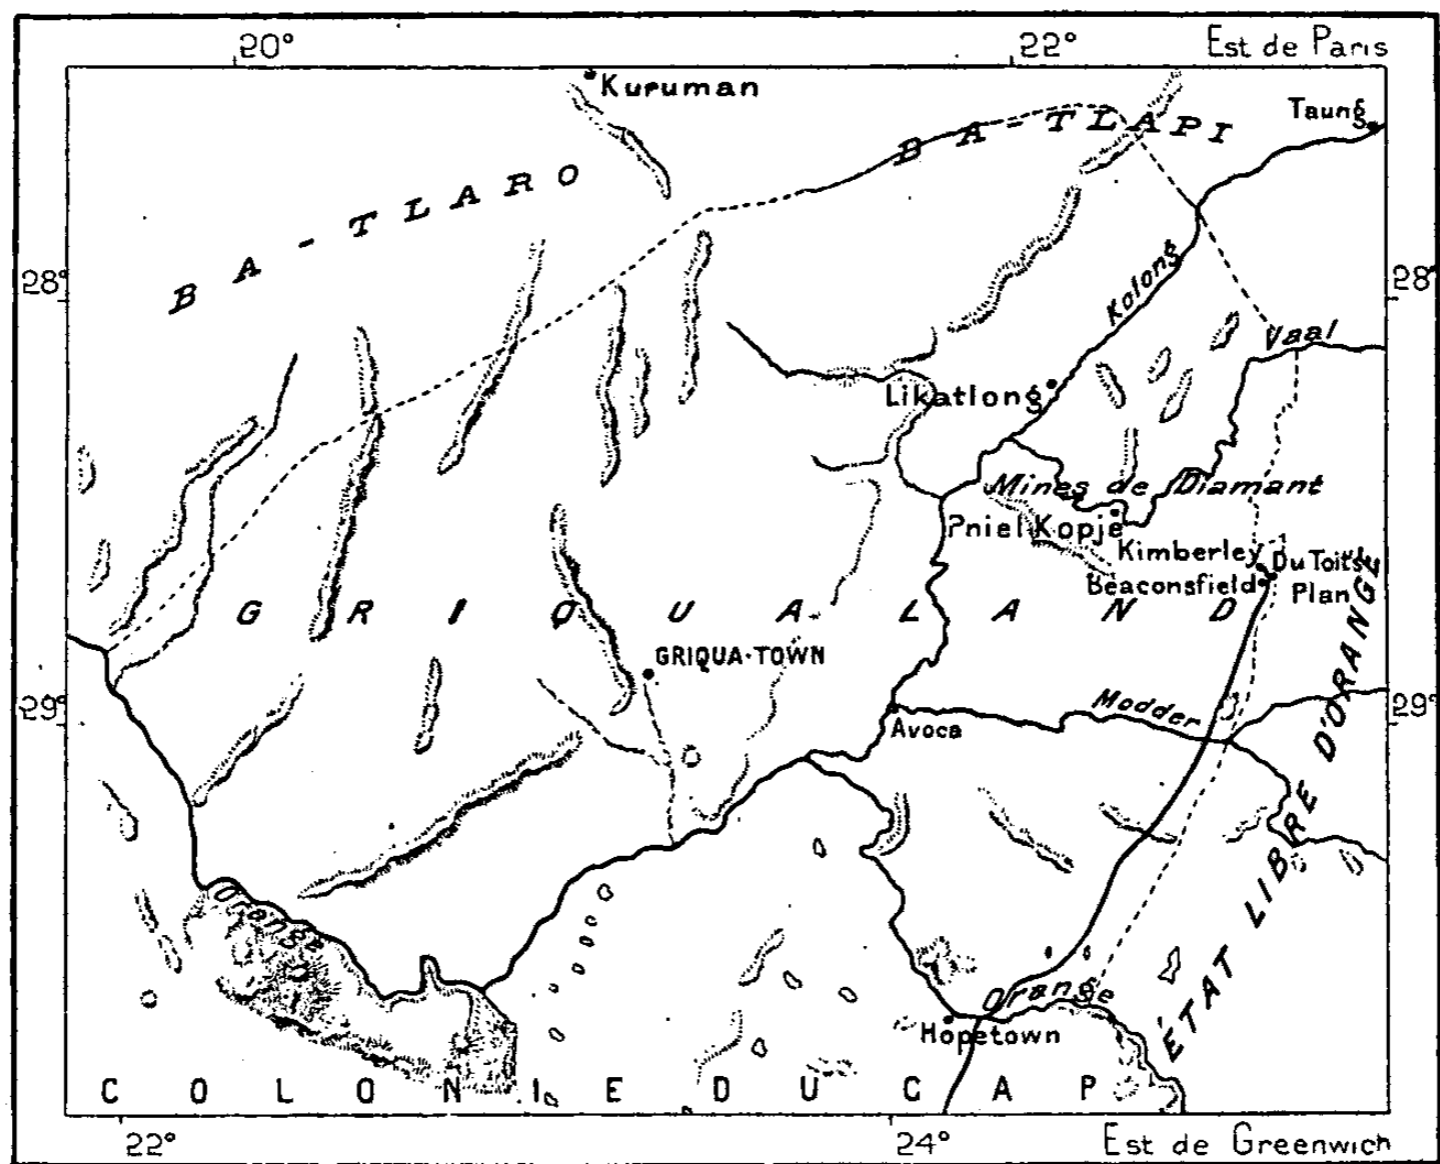 20°
22°
Est de Paris
Kuruman
Taung
BA-TLAPI
BA-TLARO
28°
28°
Kolong
Vaal
Likatlong
Mines de Diamant
Pniel Kopje
Kimberley
Du Toit's
Beaconsfield
Plan
GRIQUALAND
GRIQUA-TOWN
29°
29°
Modder
Avoca
ÉTAT LIBRE D'ORANGE
Orange
Orange
Hopetown
COLONIE DU CAP
22°
24°
Est de Greenwich